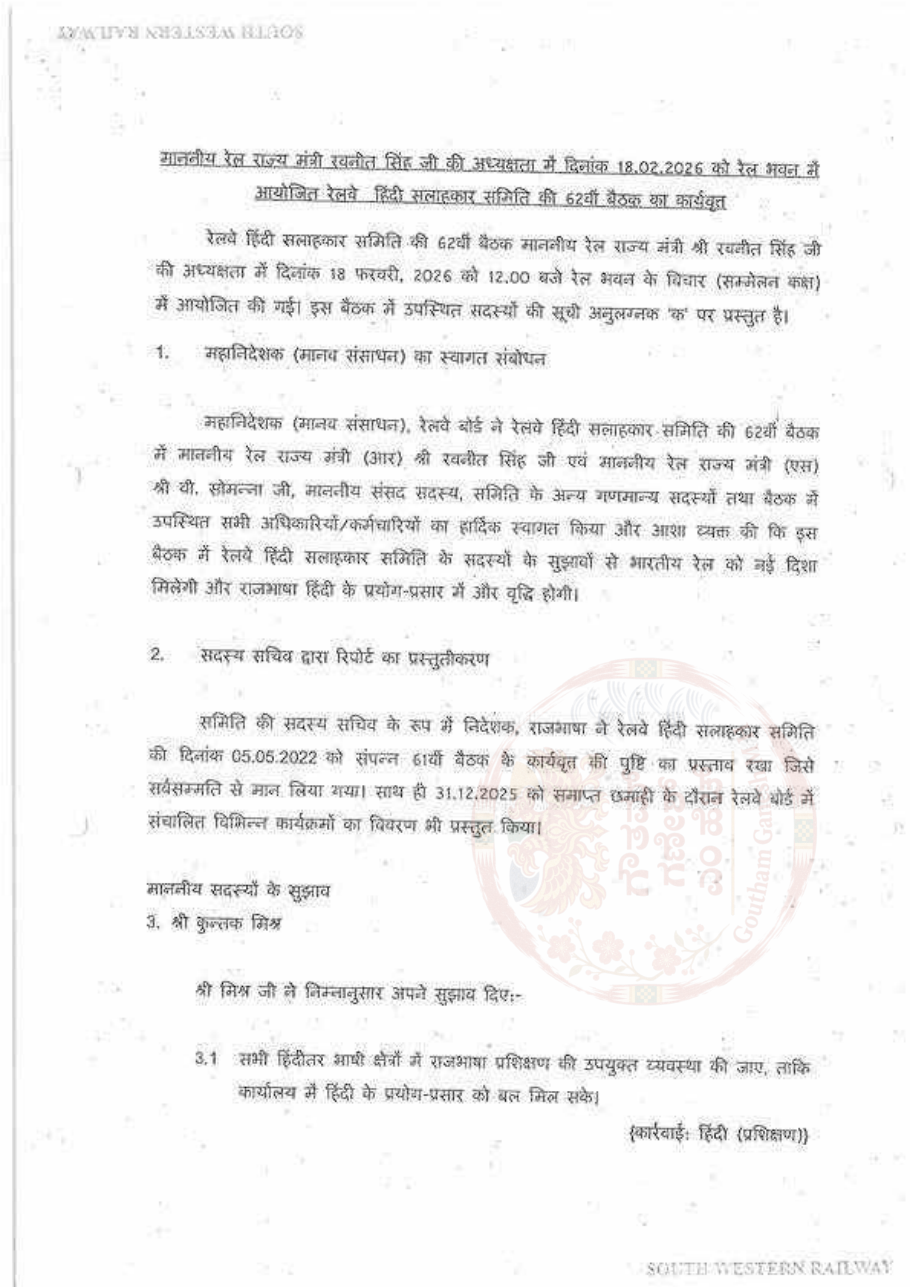 SOUTH WESTERN RAILWAY
माननीय रेल राज्य मंत्री रवनीत सिंह जी की अध्यक्षता में दिनांक 18.02.2026 को रेल भवन में
आयोजित रेलवे हिंदी सलाहकार समिति की 62वीं बैठक का कार्यवृत्त
रेलवे हिंदी सलाहकार समिति की 62वीं बैठक माननीय रेल राज्य मंत्री श्री रवनीत सिंह जी
की अध्यक्षता में दिनांक 18 फरवरी, 2026 को 12.00 बजे रेल भवन के विचार (सम्मेलन कक्ष)
में आयोजित की गई। इस बैठक में उपस्थित सदस्यों की सूची अनुलग्नक 'क' पर प्रस्तुत है।
1. महानिदेशक (मानव संसाधन) का स्वागत संबोधन
महानिदेशक (मानव संसाधन), रेलवे बोर्ड ने रेलवे हिंदी सलाहकार समिति की 62वीं बैठक
में माननीय रेल राज्य मंत्री (आर) श्री रवनीत सिंह जी एवं माननीय रेल राज्य मंत्री (एस)
श्री वी. सोमन्ना जी, माननीय संसद सदस्य, समिति के अन्य गणमान्य सदस्यों तथा बैठक में
उपस्थित सभी अधिकारियों/कर्मचारियों का हार्दिक स्वागत किया और आशा व्यक्त की कि इस
बैठक में रेलवे हिंदी सलाहकार समिति के सदस्यों के सुझावों से भारतीय रेल को नई दिशा
मिलेगी और राजभाषा हिंदी के प्रयोग-प्रसार में और वृद्धि होगी।
2. सदस्य सचिव द्वारा रिपोर्ट का प्रस्तुतीकरण
समिति की सदस्य सचिव के रूप में निदेशक, राजभाषा ने रेलवे हिंदी सलाहकार समिति
की दिनांक 05.05.2022 को संपन्न 61वीं बैठक के कार्यवृत की पुष्टि का प्रस्ताव रखा जिसे
सर्वसम्मति से मान लिया गया। साथ ही 31.12.2025 को समाप्त छमाही के दौरान रेलवे बोर्ड में
संचालित विभिन्न कार्यक्रमों का विवरण भी प्रस्तुत किया।
माननीय सदस्यों के सुझाव
3. श्री कुन्तक मिश्र
श्री मिश्र जी ने निम्नानुसार अपने सुझाव दिए:-
3.1 सभी हिंदीतर भाषी क्षेत्रों में राजभाषा प्रशिक्षण की उपयुक्त व्यवस्था की जाए, ताकि
कार्यालय में हिंदी के प्रयोग-प्रसार को बल मिल सके।
{कार्रवाई: हिंदी (प्रशिक्षण)}
ಗೌತಮ್
ಗಣೇಶ್
ಎಂ ಹೆಚ್
SOUTH WESTERN RAILWAY